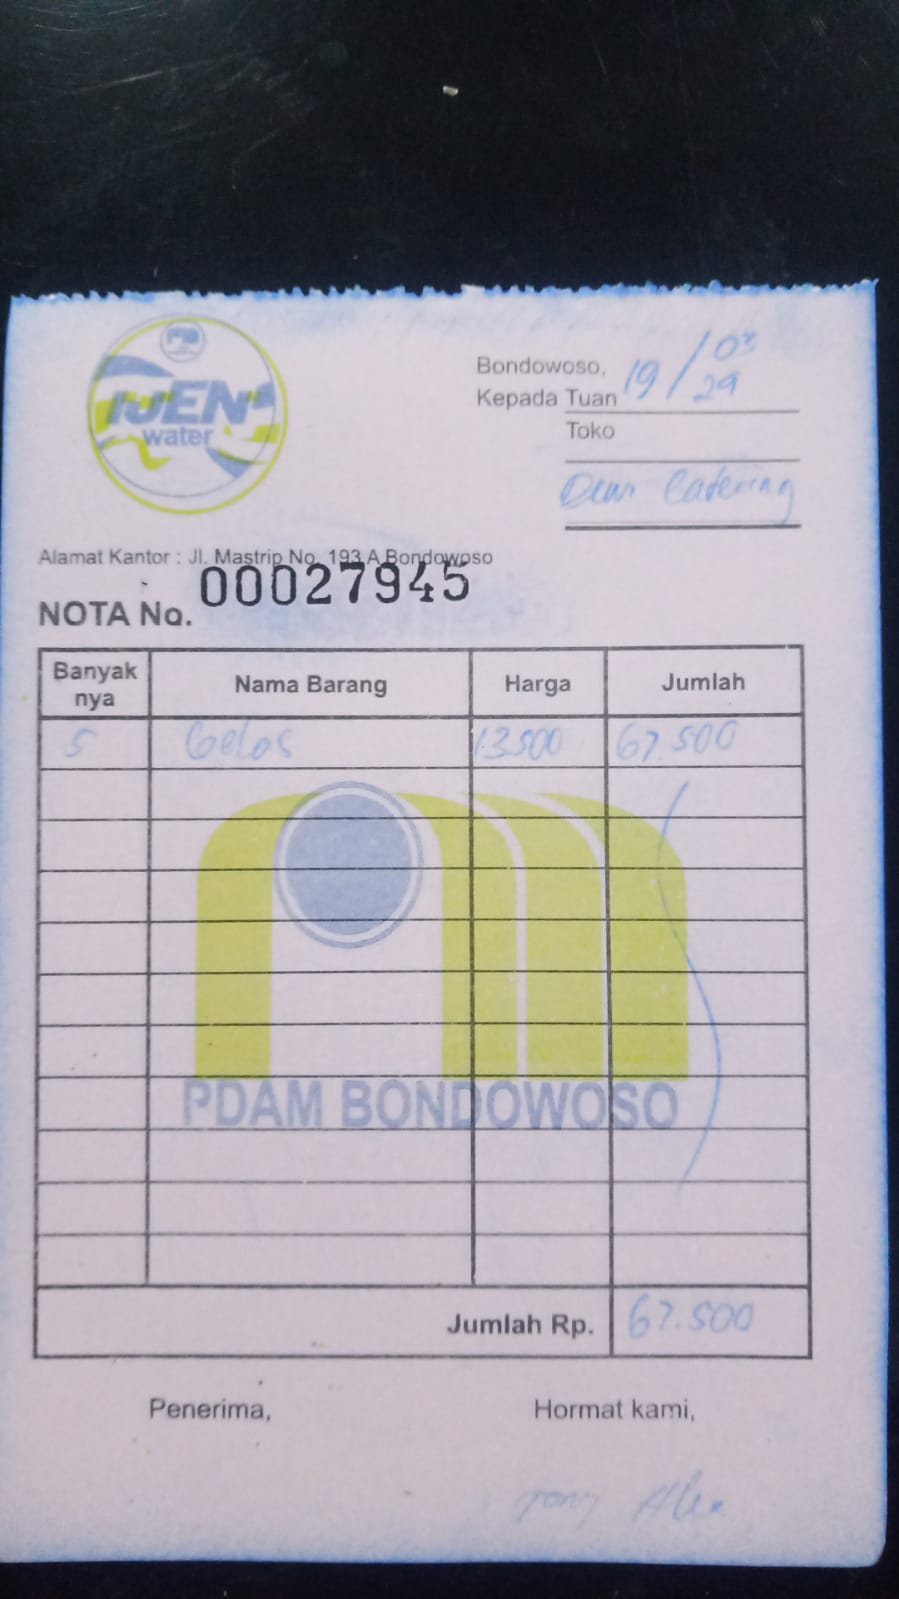 IJEN
water
Bondowoso, 19/03
Kepada Tuan 29
Toko
Dewi Catering
Alamat Kantor : Jl. Mastrip No. 193 A Bondowoso
NOTA No. 00027945
Banyak nya Nama Barang Harga Jumlah
5 Gelas 13.500 67.500
PDAM BONDOWOSO
Jumlah Rp. 67.500
Penerima, Hormat kami,